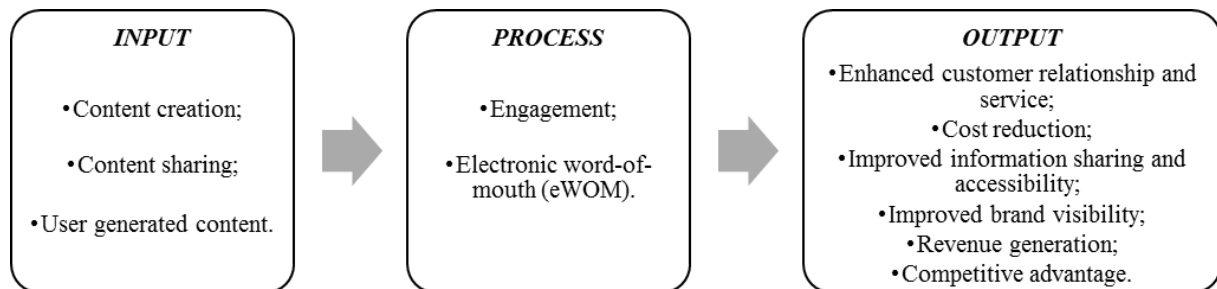 INPUT
•Content creation;
•Content sharing;
•User generated content.
PROCESS
•Engagement;
•Electronic word-of-
mouth (eWOM).
OUTPUT
•Enhanced customer relationship and
service;
•Cost reduction;
•Improved information sharing and
accessibility;
•Improved brand visibility;
•Revenue generation;
•Competitive advantage.